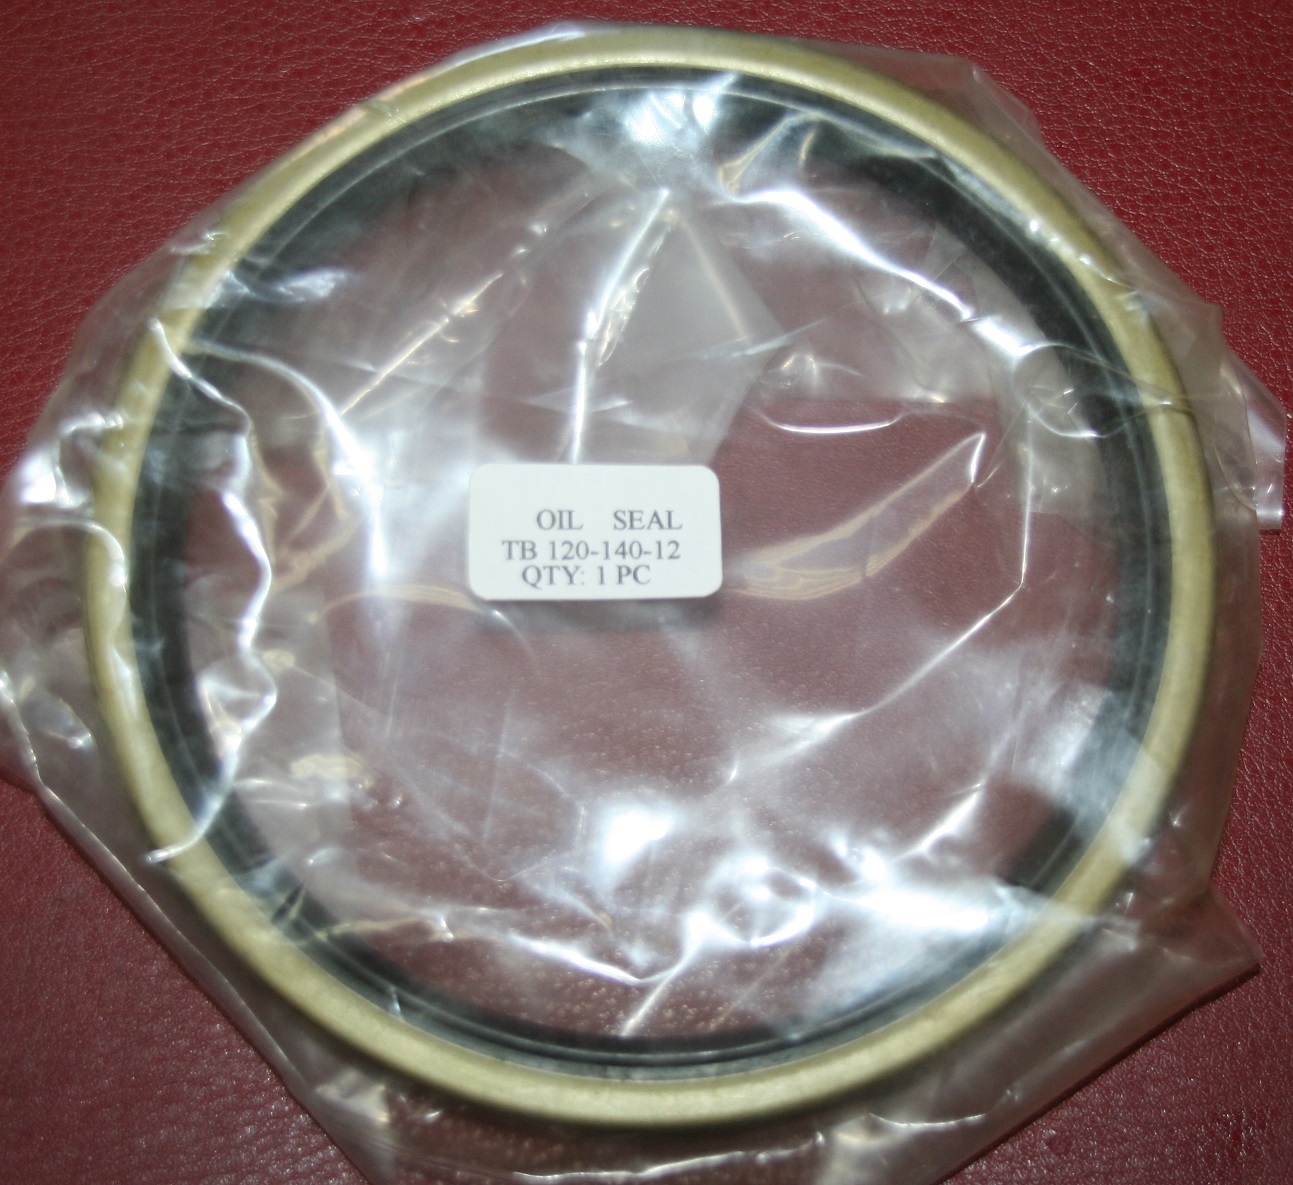 OIL SEAL
TB 120-140-12
QTY: 1 PC